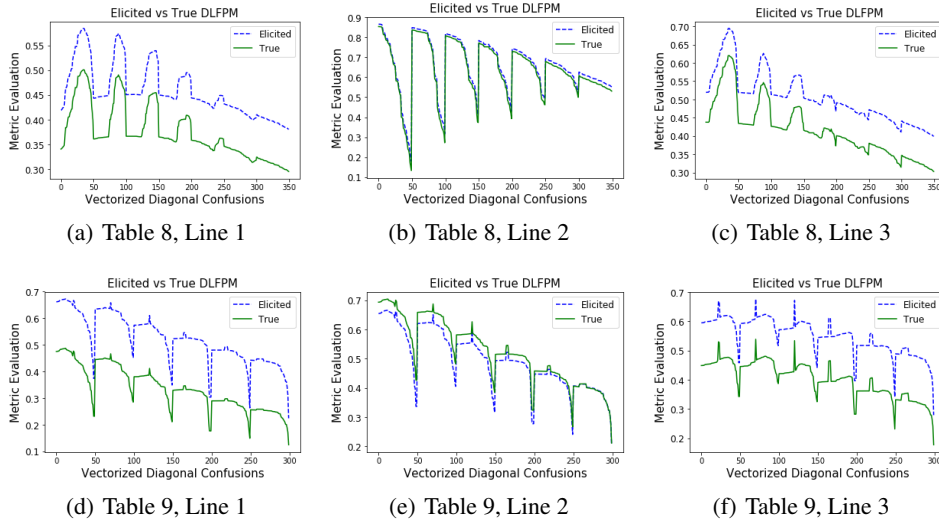 Elicited vs True DLFPM
Elicited
True
Metric Evaluation
0.55
0.50
0.45
0.40
0.35
0.30
0 50 100 150 200 250 300 350
Vectorized Diagonal Confusions
(a) Table 8, Line 1
Elicited vs True DLFPM
Elicited
True
Metric Evaluation
0.9
0.8
0.7
0.6
0.5
0.4
0.3
0.2
0.1
0 50 100 150 200 250 300 350
Vectorized Diagonal Confusions
(b) Table 8, Line 2
Elicited vs True DLFPM
Elicited
True
Metric Evaluation
0.70
0.65
0.60
0.55
0.50
0.45
0.40
0.35
0.30
0 50 100 150 200 250 300 350
Vectorized Diagonal Confusions
(c) Table 8, Line 3
Elicited vs True DLFPM
Elicited
True
Metric Evaluation
0.7
0.6
0.5
0.4
0.3
0.2
0.1
0 50 100 150 200 250 300
Vectorized Diagonal Confusions
(d) Table 9, Line 1
Elicited vs True DLFPM
Elicited
True
Metric Evaluation
0.7
0.6
0.5
0.4
0.3
0.2
0 50 100 150 200 250 300
Vectorized Diagonal Confusions
(e) Table 9, Line 2
Elicited vs True DLFPM
Elicited
True
Metric Evaluation
0.6
0.5
0.4
0.3
0.2
0 50 100 150 200 250 300
Vectorized Diagonal Confusions
(f) Table 9, Line 3